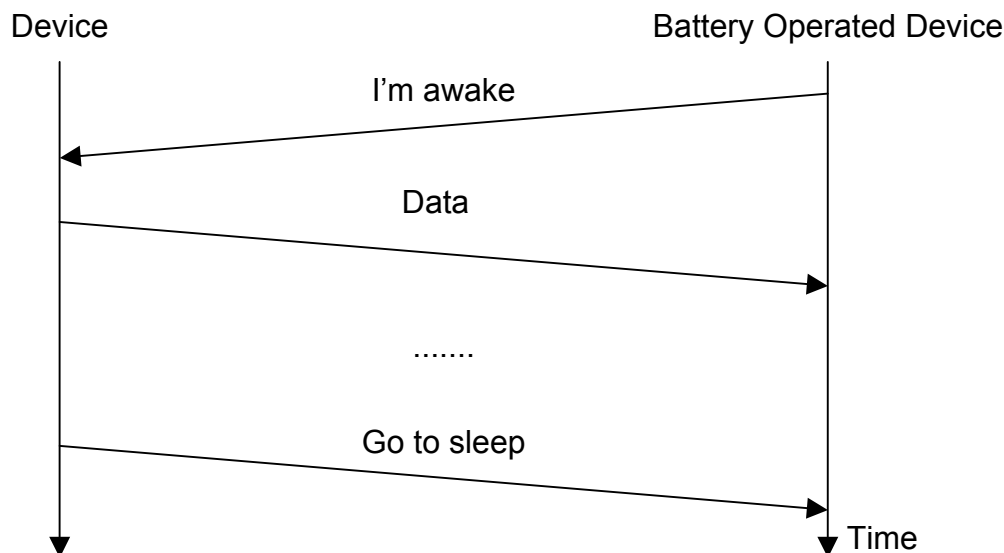 Device
Battery Operated Device
I’m awake
Data
.......
Go to sleep
Time